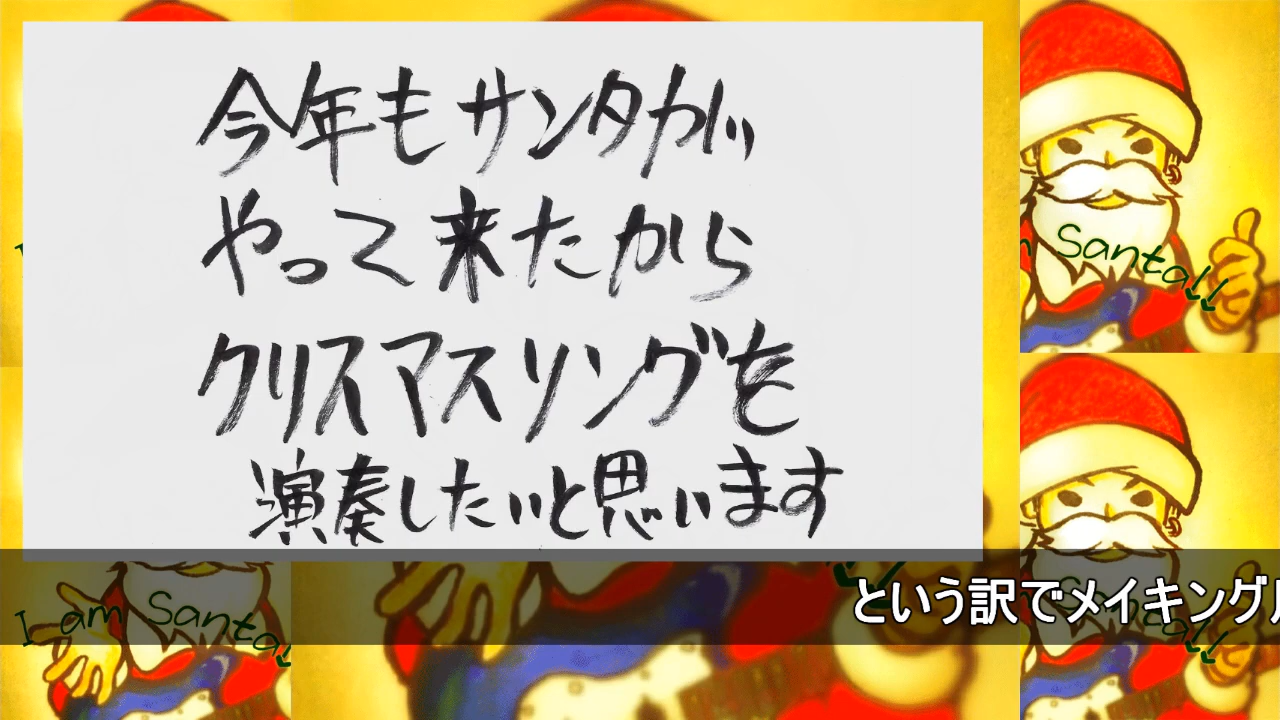 今年もサンタが
やって来たから
クリスマスソングを
演奏したいと思います
という訳でメイキング
Santa!!
I am Santa!!
Santa!!